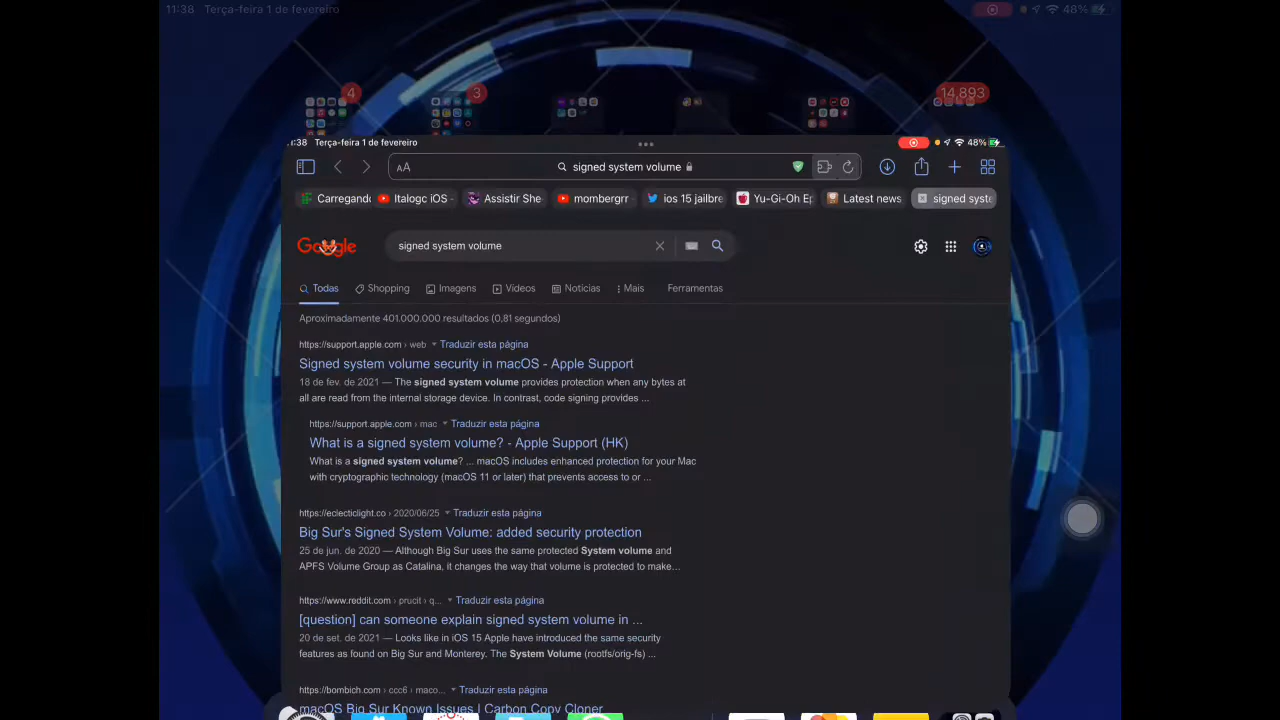 11:38 Terça-feira 1 de fevereiro 48%
4 3 14,893
:38 Terça-feira 1 de fevereiro 48%
AA signed system volume
Carregand Italogc iOS - Assistir She mombergrr - ios 15 jailbre Yu-Gi-Oh Ep Latest news signed syste
Google signed system volume
Todas Shopping Imagens Vídeos Notícias Mais Ferramentas
Aproximadamente 401.000.000 resultados (0,81 segundos)
https://support.apple.com › web Traduzir esta página
Signed system volume security in macOS - Apple Support
18 de fev. de 2021 — The signed system volume provides protection when any bytes at
all are read from the internal storage device. In contrast, code signing provides ...
https://support.apple.com › mac Traduzir esta página
What is a signed system volume? - Apple Support (HK)
What is a signed system volume? ... macOS includes enhanced protection for your Mac
with cryptographic technology (macOS 11 or later) that prevents access to or ...
https://eclecticlight.co › 2020/06/25 Traduzir esta página
Big Sur's Signed System Volume: added security protection
25 de jun. de 2020 — Although Big Sur uses the same protected System volume and
APFS Volume Group as Catalina, it changes the way that volume is protected to make...
https://www.reddit.com › prucit › q... Traduzir esta página
[question] can someone explain signed system volume in ...
20 de set. de 2021 — Looks like in iOS 15 Apple have introduced the same security
features as found on Big Sur and Monterey. The System Volume (rootfs/orig-fs) ...
https://bombich.com › ccc6 › maco... Traduzir esta página
macOS Big Sur Known Issues | Carbon Copy Cloner